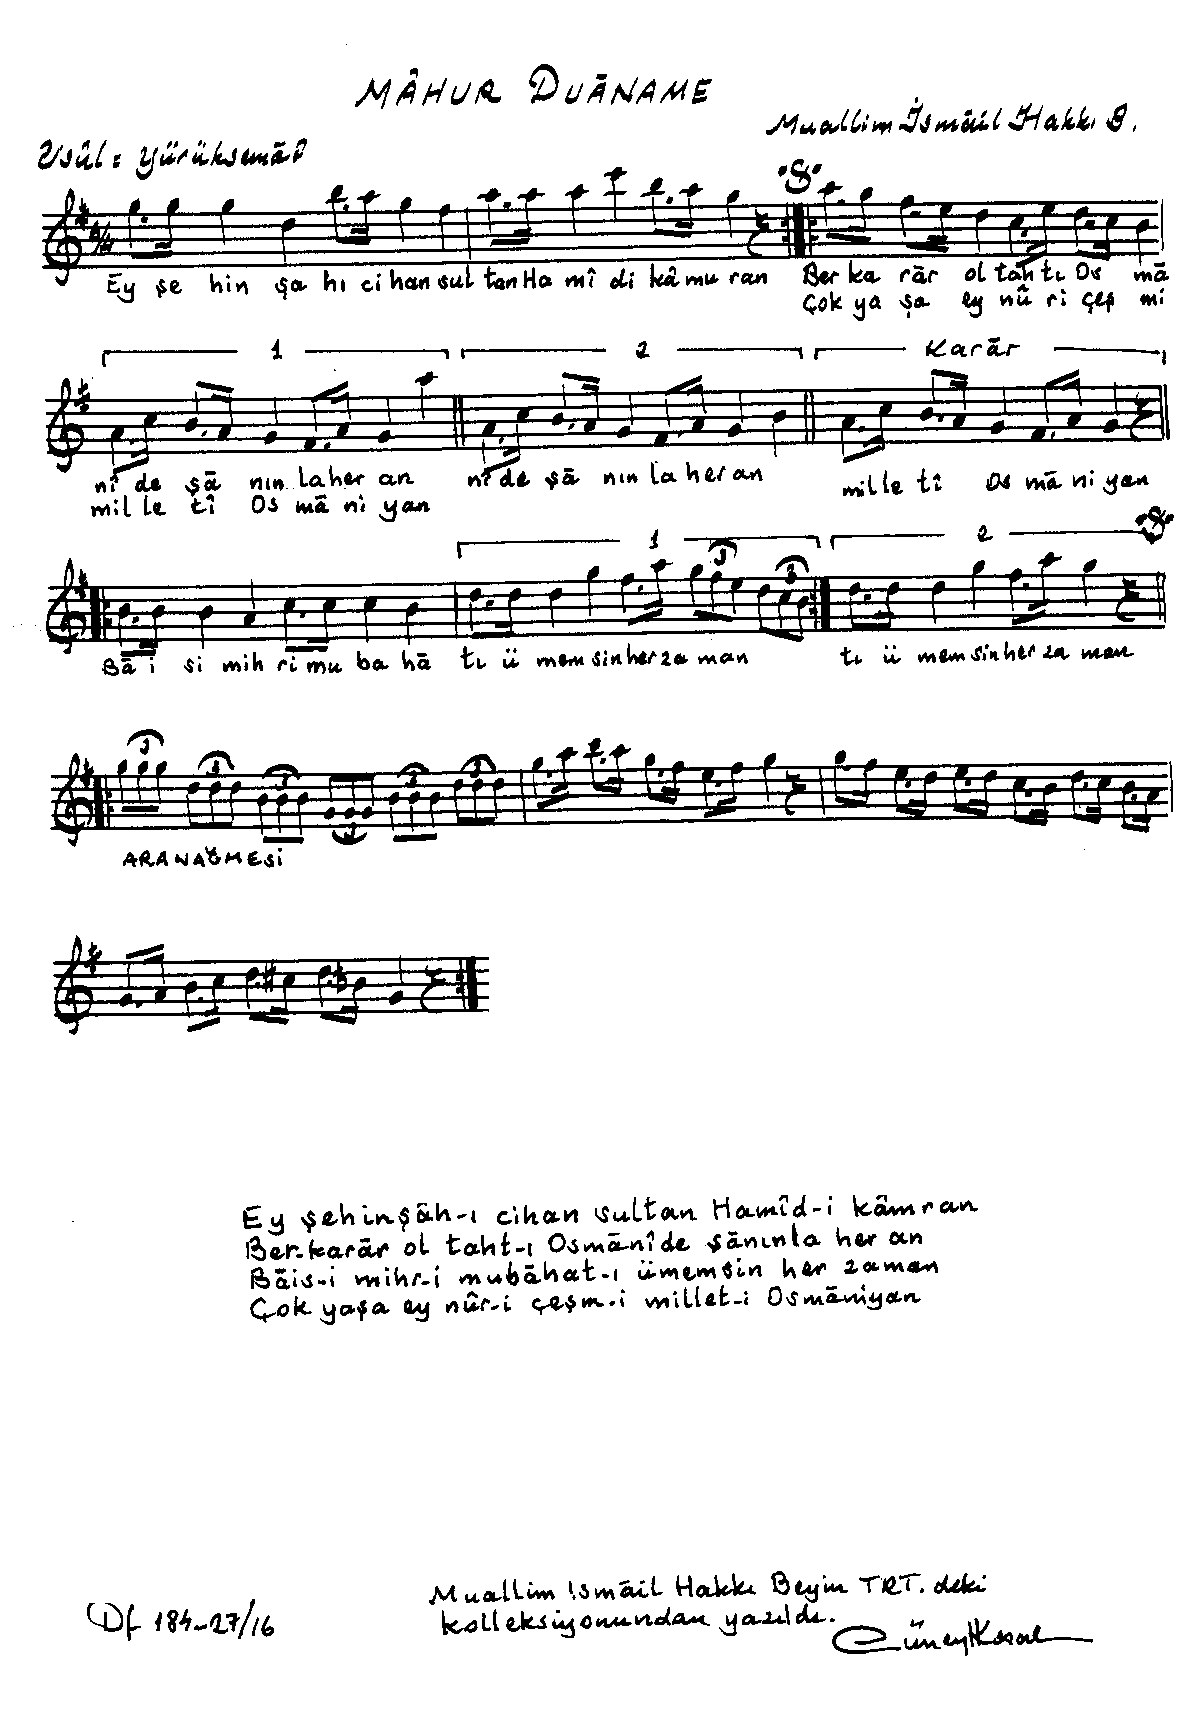 MÂHUR DUĀNAME
Muallim İsmāil Hakkı B.
Usûl = Yürüksemāî
Ey şe hin şa hı ci han sul tan Ha mî di kâ mu ran Ber ka rār ol tah tı Os mā
Çok ya şa ey nû ri çeş mi
1 2 Karār
nî de şā nın la her an nî de şā nın la her an mil le tî Os mā ni yan
mil le tî Os mā ni yan
1 2
Bā i si mih ri mu ba hā tı ü mem sin her za man tı ü mem sin her za man
ARANAĞMESİ
Ey şehinşāh-ı cihan sultan Hamîd-i kâmran
Ber-karār ol taht-ı Osmānîde şānınla her an
Bāis-i mihr-i mubāhat-ı ümemsin her zaman
Çok yaşa ey nûr-i çeşm-i millet-i Osmāniyan
Muallim İsmāil Hakkı Beyin TRT. deki
kolleksiyonundan yazıldı.
Df 184-27/16
Cüneyt Kosal